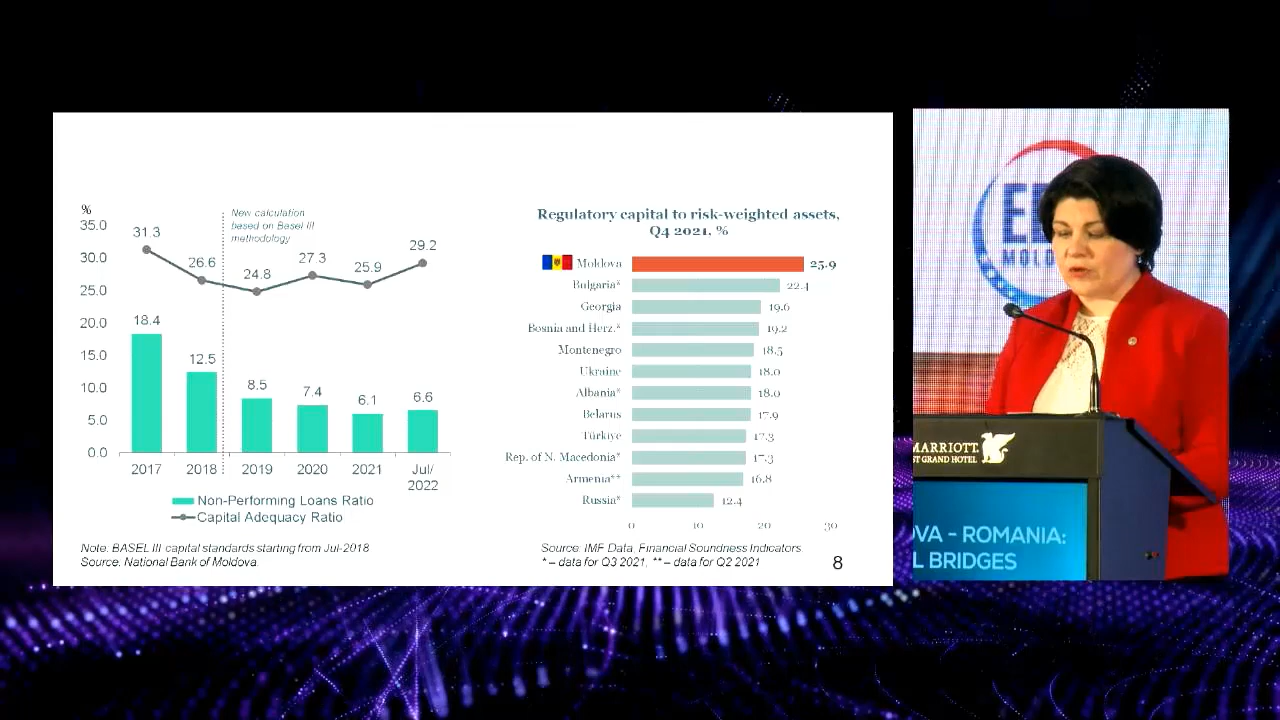 %
35.0
30.0
25.0
20.0
15.0
10.0
5.0
0.0
New calculation
based on Basel III
methodology
31.3
26.6
24.8
27.3
25.9
29.2
18.4
12.5
8.5
7.4
6.1
6.6
2017
2018
2019
2020
2021
Jul/
2022
Non-Performing Loans Ratio
Capital Adequacy Ratio
Note: BASEL III capital standards starting from Jul-2018
Source: National Bank of Moldova.
Regulatory capital to risk-weighted assets,
Q4 2021, %
Moldova 25.9
Bulgaria* 22.4
Georgia 19.6
Bosnia and Herz.* 19.2
Montenegro 18.5
Ukraine 18.0
Albania* 18.0
Belarus 17.9
Türkiye 17.3
Rep. of N. Macedonia* 17.3
Armenia** 16.8
Russia* 12.4
0 10 20 30
Source: IMF Data, Financial Soundness Indicators.
* – data for Q3 2021, ** – data for Q2 2021
8
MARRIOTT
ST GRAND HOTEL
OVA - ROMANIA:
L BRIDGES